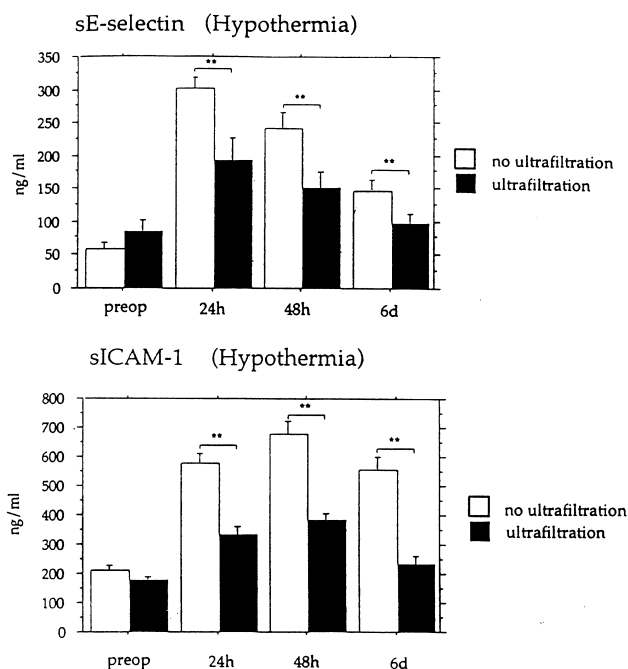 sE-selectin (Hypothermia)
350
300
250
200
150
100
50
0
ng/ml
**
**
**
preop 24h 48h 6d
no ultrafiltration
ultrafiltration
sICAM-1 (Hypothermia)
800
700
600
500
400
300
200
100
0
ng/ml
**
**
**
preop 24h 48h 6d
no ultrafiltration
ultrafiltration